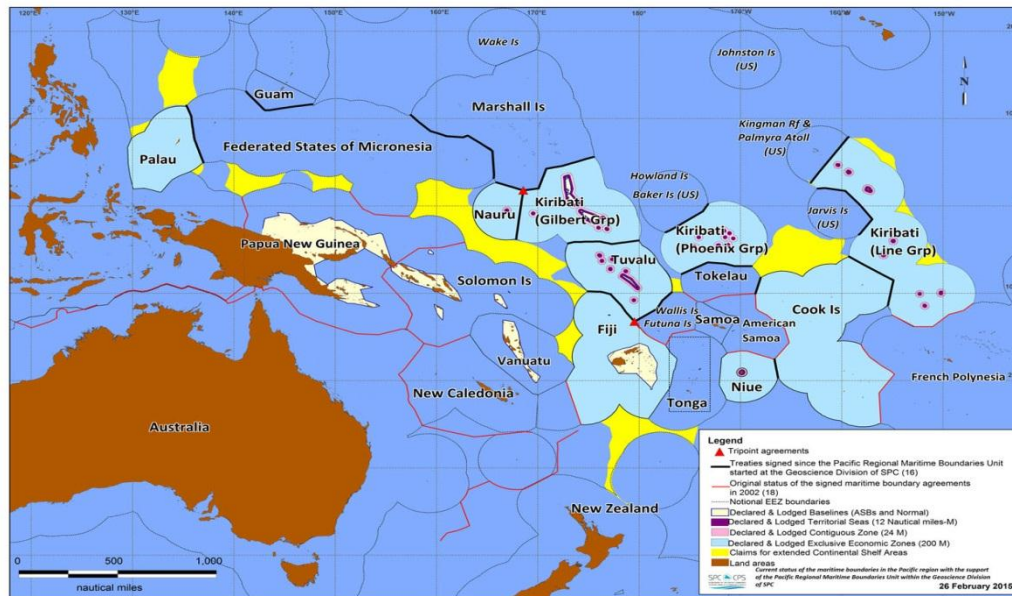 120°E
130°E
140°E
150°E
160°E
170°E
180°
170°W
160°W
150°W
Wake Is
Johnston Is
(US)
Guam
Marshall Is
N
Kingman Rf &
Palmyra Atoll
(US)
Federated States of Micronesia
Palau
Howland Is
Baker Is (US)
Nauru
Kiribati
(Gilbert Grp)
Jarvis Is
(US)
Kiribati
(Phoenix Grp)
Kiribati
(Line Grp)
Papua New Guinea
Tuvalu
Tokelau
Solomon Is
Cook Is
Wallis Is
Futuna Is
Samoa
American
Samoa
Fiji
Vanuatu
New Caledonia
Tonga
Niue
French Polynesia
Australia
New Zealand
0
500
1,000
nautical miles
Legend
Tripoint agreements
Treaties signed since the Pacific Regional Maritime Boundaries Unit
started at the Geoscience Division of SPC (16)
Original status of the signed maritime boundary agreements
in 2002 (18)
Notional EEZ boundaries
Declared & Lodged Baselines (ASBs and Normal)
Declared & Lodged Territorial Seas (12 Nautical miles-M)
Declared & Lodged Contiguous Zone (24 M)
Declared & Lodged Exclusive Economic Zones (200 M)
Claims for extended Continental Shelf Areas
Land areas
SPC CPS
Current status of the maritime boundaries in the Pacific region with the support
of the Pacific Regional Maritime Boundaries Unit within the Geoscience Division
of SPC
26 February 2015